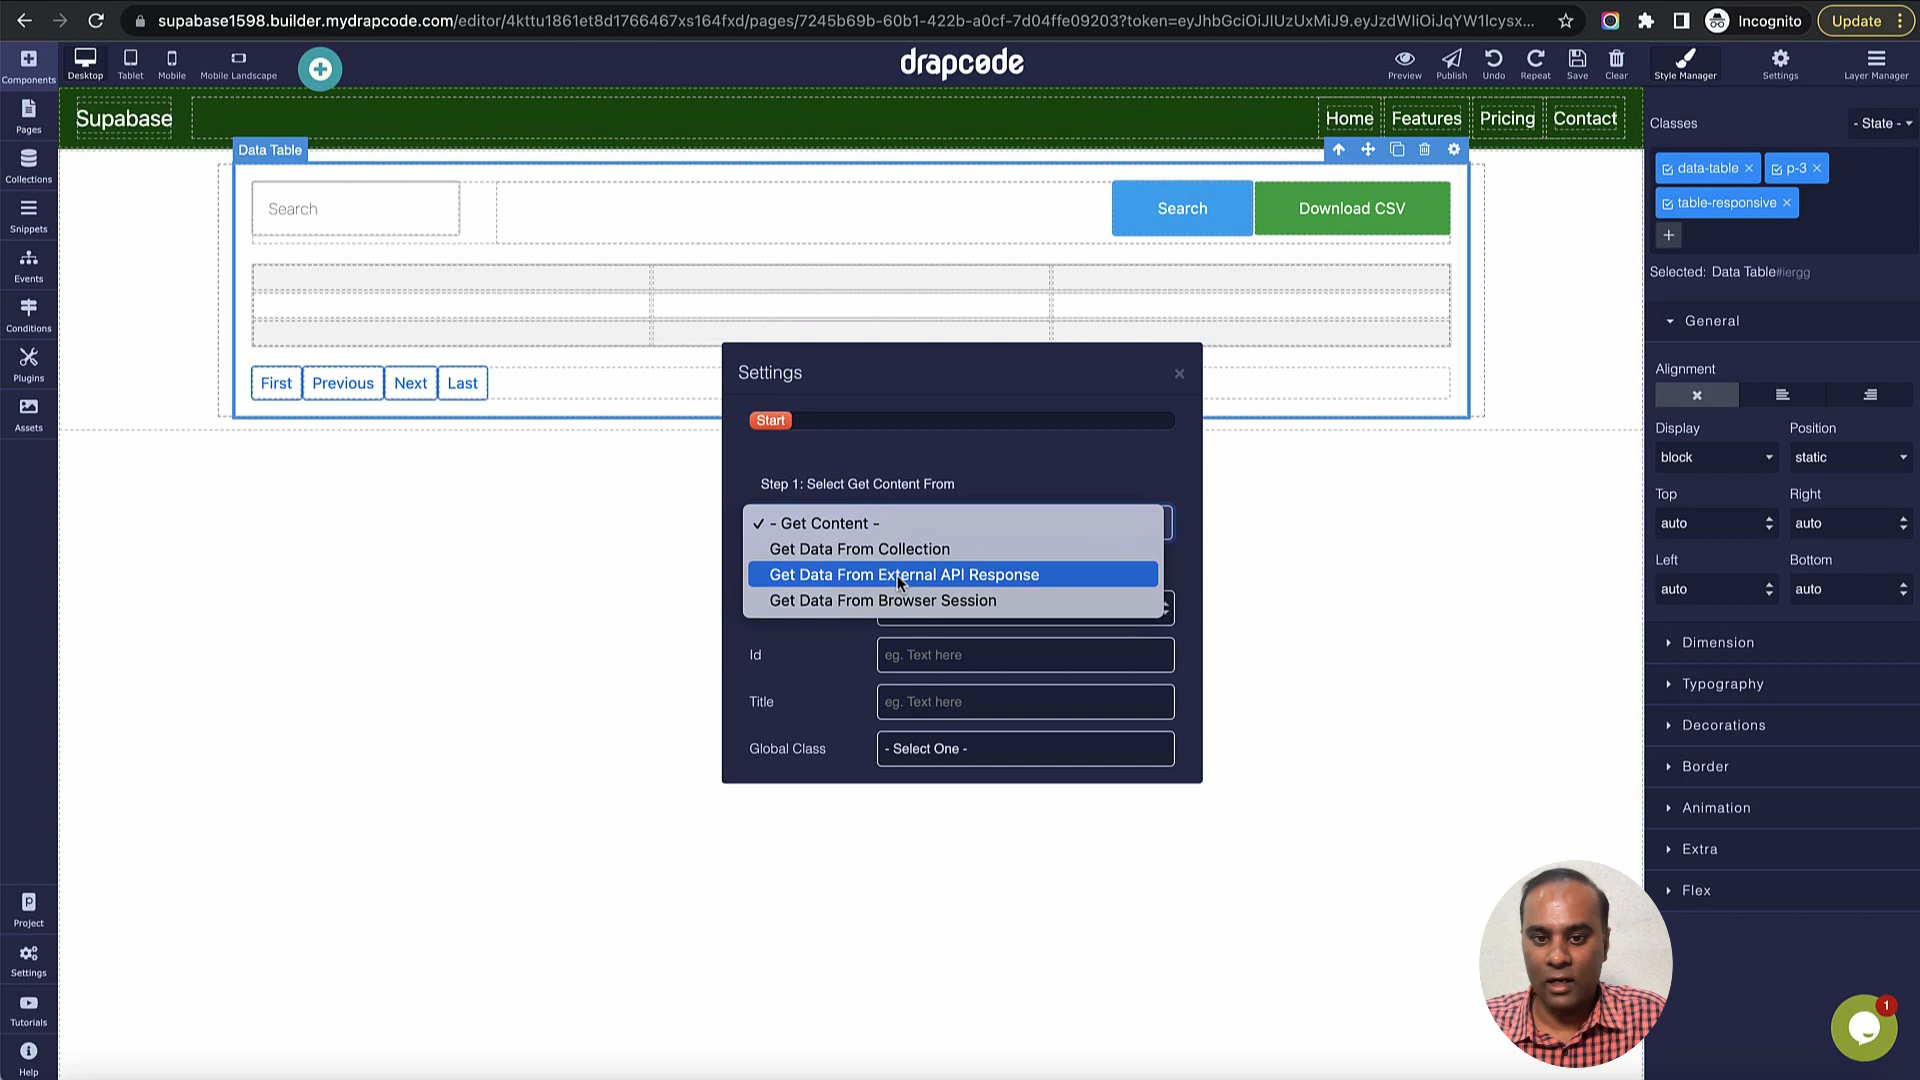 supabase1598.builder.mydrapcode.com/editor/4kttu1861et8d1766467xs164fxd/pages/7245b69b-60b1-422b-a0cf-7d04ffe09203?token=eyJhbGciOiJIUzUxMiJ9.eyJzdWIiOiJqYW1lcysx...
Incognito
Update
Components
Desktop
Tablet
Mobile
Mobile Landscape
drapcode
Preview
Publish
Undo
Repeat
Save
Clear
Style Manager
Settings
Layer Manager
Pages
Collections
Snippets
Events
Conditions
Plugins
Assets
Project
Settings
Tutorials
Help
Supabase
Home
Features
Pricing
Contact
Data Table
Search
Search
Download CSV
First
Previous
Next
Last
Settings
Start
Step 1: Select Get Content From
- Get Content -
Get Data From Collection
Get Data From External API Response
Get Data From Browser Session
Id
eg. Text here
Title
eg. Text here
Global Class
- Select One -
Classes
- State -
data-table
p-3
table-responsive
Selected: Data Table#iergg
General
Alignment
Display
Position
block
static
Top
Right
auto
auto
Left
Bottom
auto
auto
Dimension
Typography
Decorations
Border
Animation
Extra
Flex
1